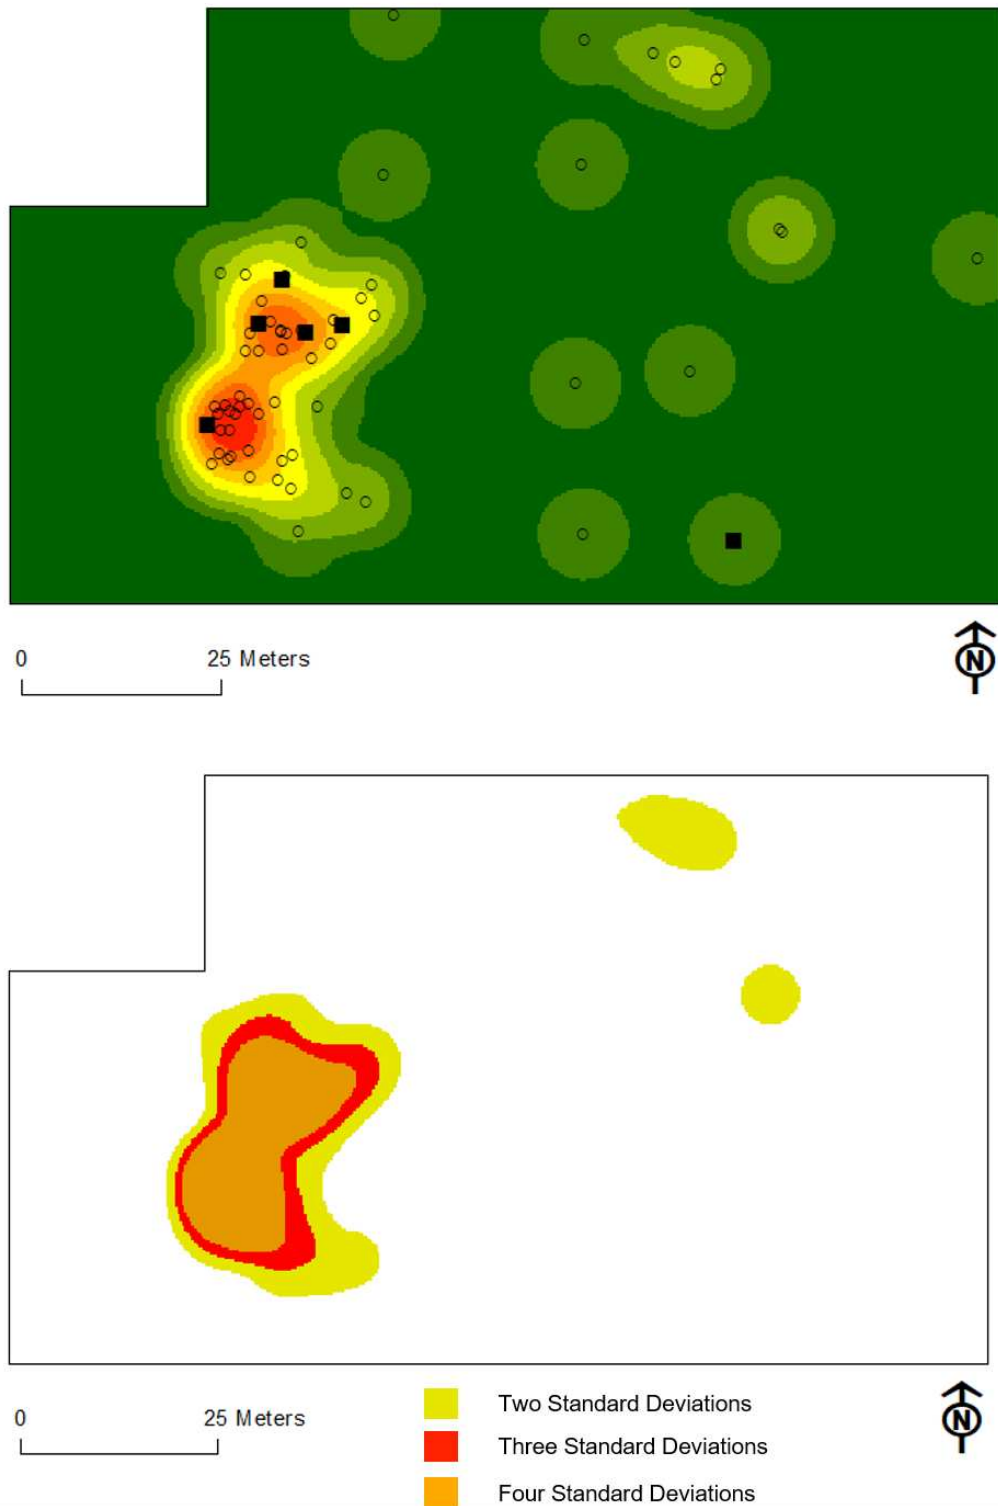 0 25 Meters
N
0 25 Meters
N
Two Standard Deviations
Three Standard Deviations
Four Standard Deviations